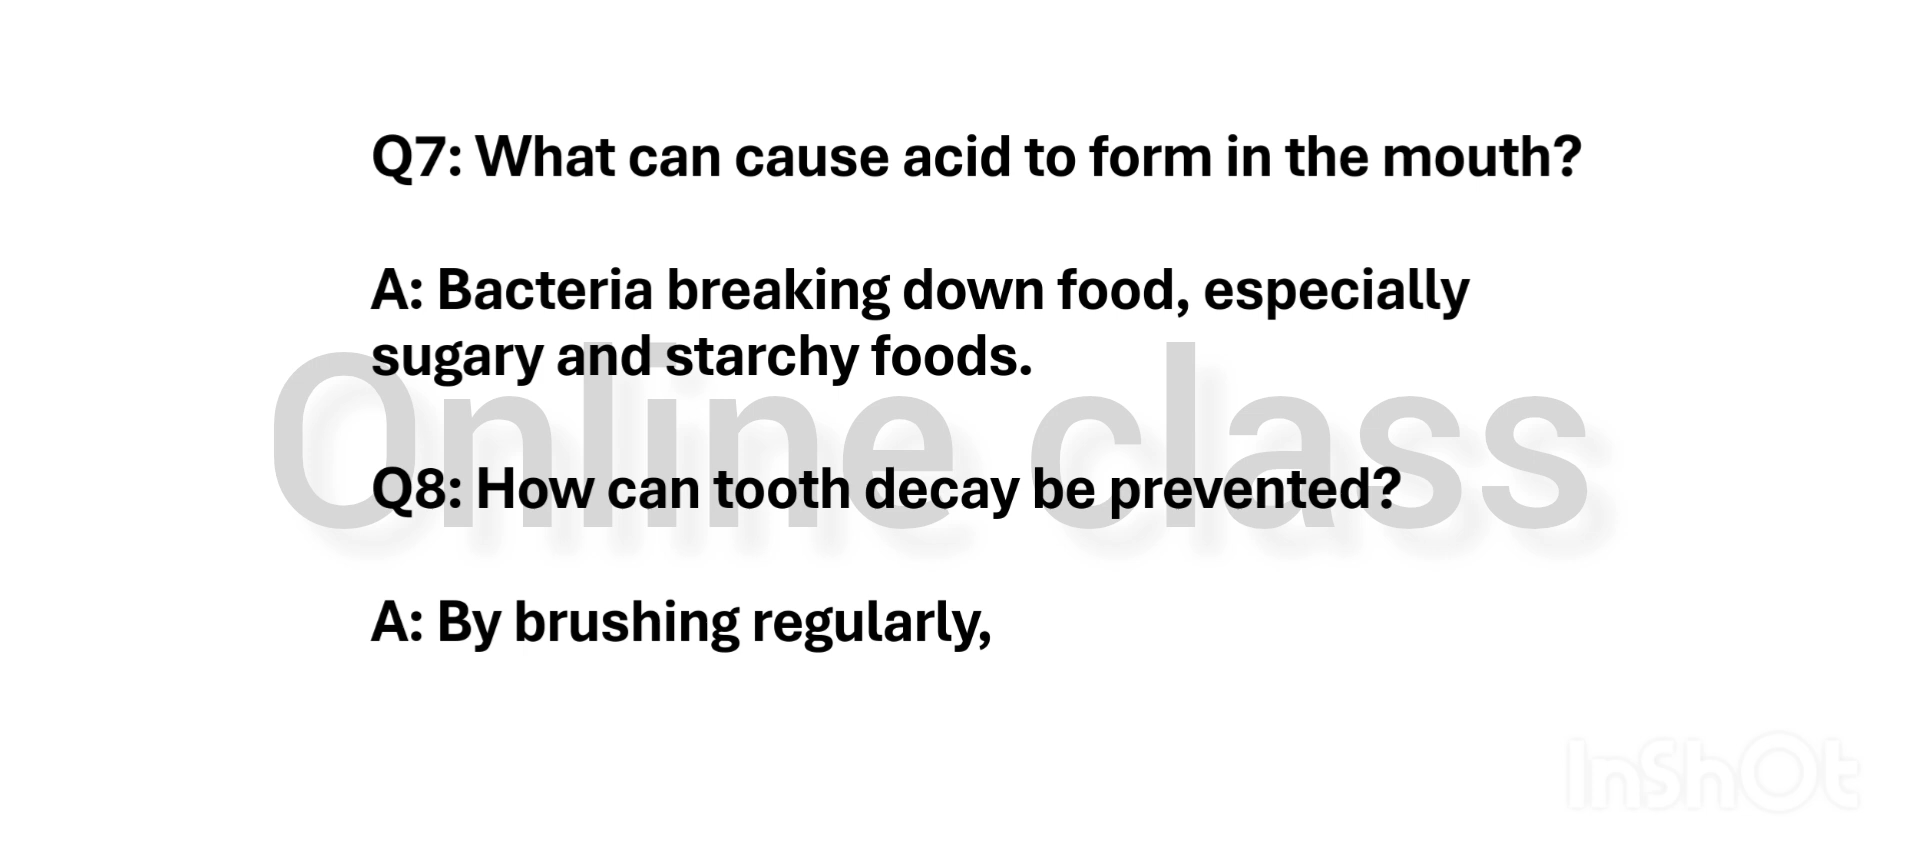 Q7: What can cause acid to form in the mouth?
A: Bacteria breaking down food, especially
sugary and starchy foods.
Online class
Q8: How can tooth decay be prevented?
A: By brushing regularly,
InShOt